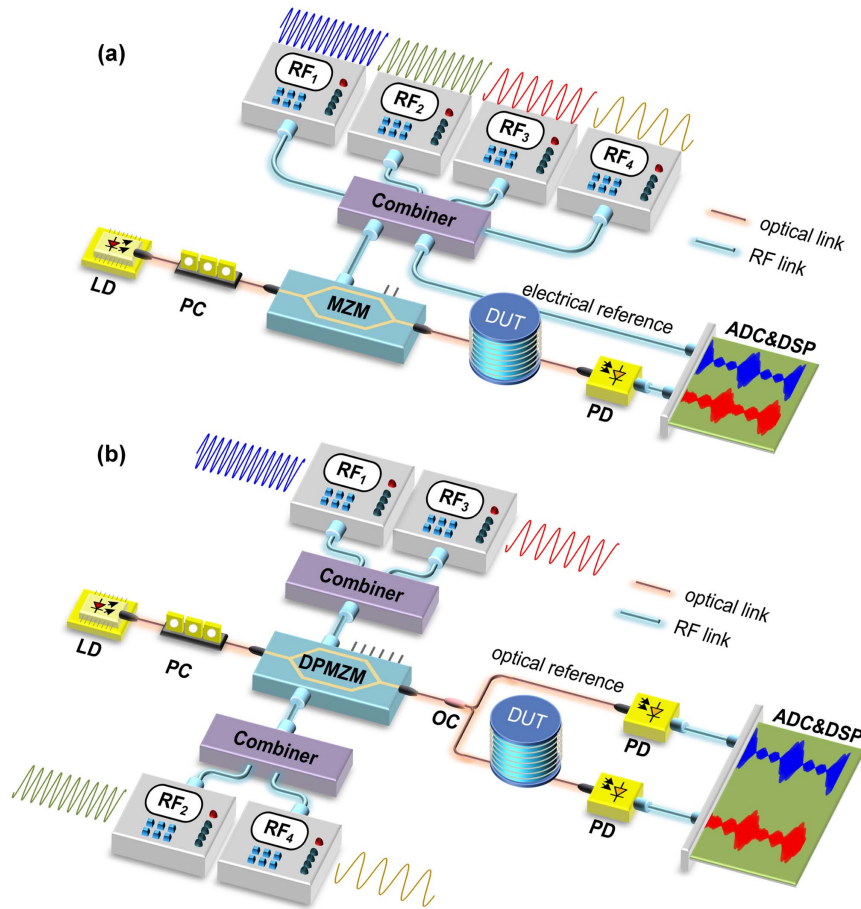 (a)
RF1
RF2
RF3
RF4
Combiner
optical link
RF link
LD
PC
MZM
DUT
electrical reference
ADC&DSP
PD
(b)
RF1
RF3
Combiner
optical link
RF link
LD
PC
DPMZM
optical reference
OC
DUT
PD
ADC&DSP
Combiner
PD
RF2
RF4